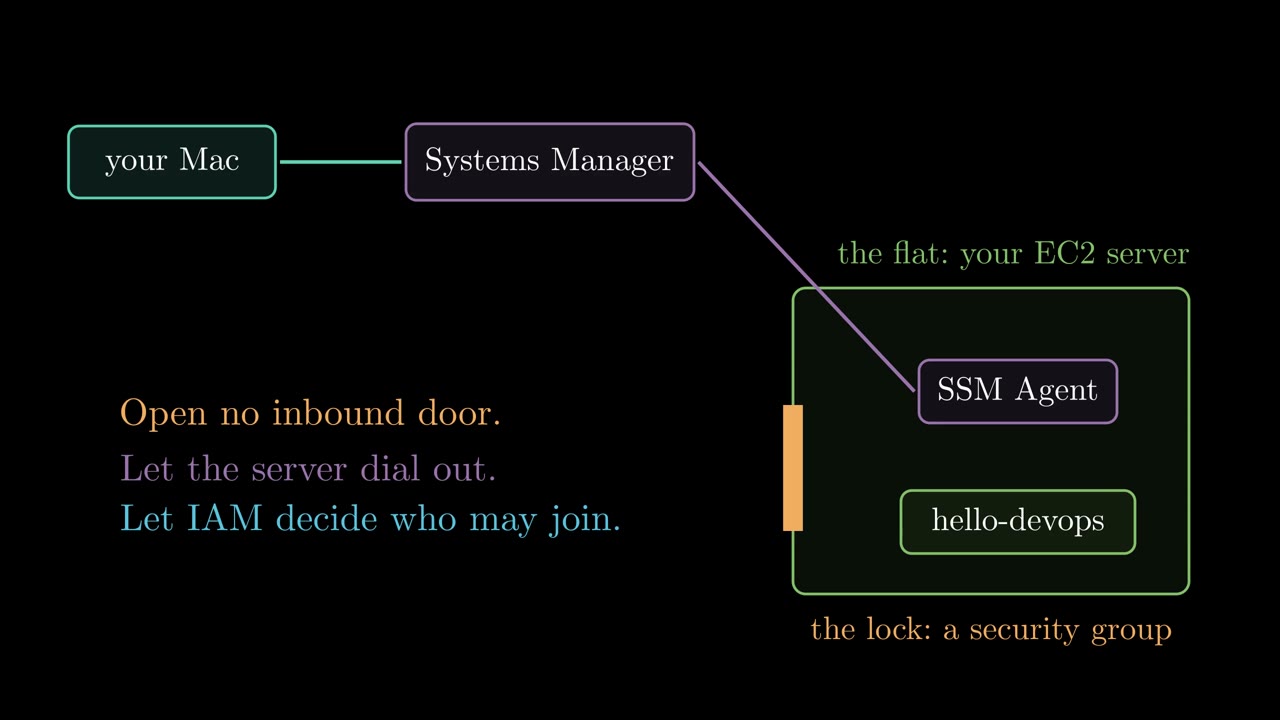 your Mac
Systems Manager
the flat: your EC2 server
SSM Agent
Open no inbound door.
Let the server dial out.
Let IAM decide who may join.
hello-devops
the lock: a security group